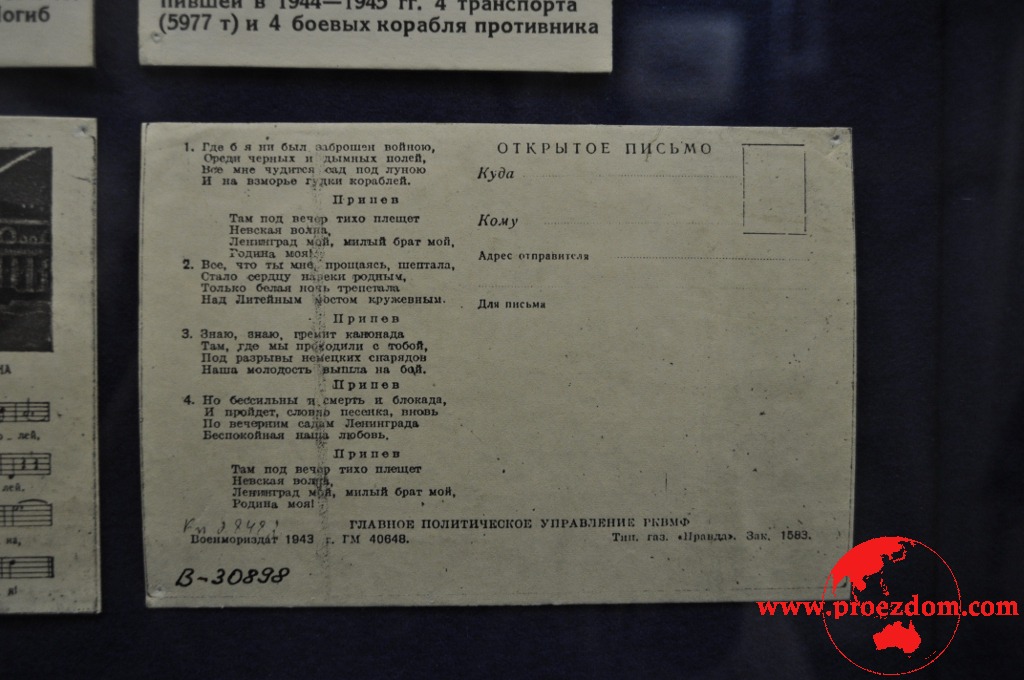 огиб
пившей в 1944—1945 гг. 4 транспорта
(5977 т) и 4 боевых корабля противника
1. Где б я ни был заброшен войною,
Среди черных и дымных полей,
Все мне чудится сад под луною
И на взморье гудки кораблей.
Припев
Там под вечер тихо плещет
Невская волна,
Ленинград мой, милый брат мой,
Родина моя!
2. Все, что ты мне, прощаясь, шептала,
Стало сердцу навеки родным,
Только белая ночь трепетала
Над Литейным мостом кружевным.
Припев
3. Знаю, знаю, гремит канонада
Там, где мы проходили с тобой,
Под разрывы немецких снарядов
Наша молодость вышла на бой.
Припев
4. Но бессильны и смерть и блокада,
И пройдет, словно песенка, вновь
По вечерним садам Ленинграда
Беспокойная наша любовь.
Припев
Там под вечер тихо плещет
Невская волна,
Ленинград мой, милый брат мой,
Родина моя!
ОТКРЫТОЕ ПИСЬМО
Куда
Кому
Адрес отправителя
Для письма
ГЛАВНОЕ ПОЛИТИЧЕСКОЕ УПРАВЛЕНИЕ РКВМФ
Военмориздат 1943 г. ГМ 40648. Тип. газ. «Правда». Зак. 1583.
В-30898
НА
о - лей,
лей.
на,
я!
www.proezdom.com